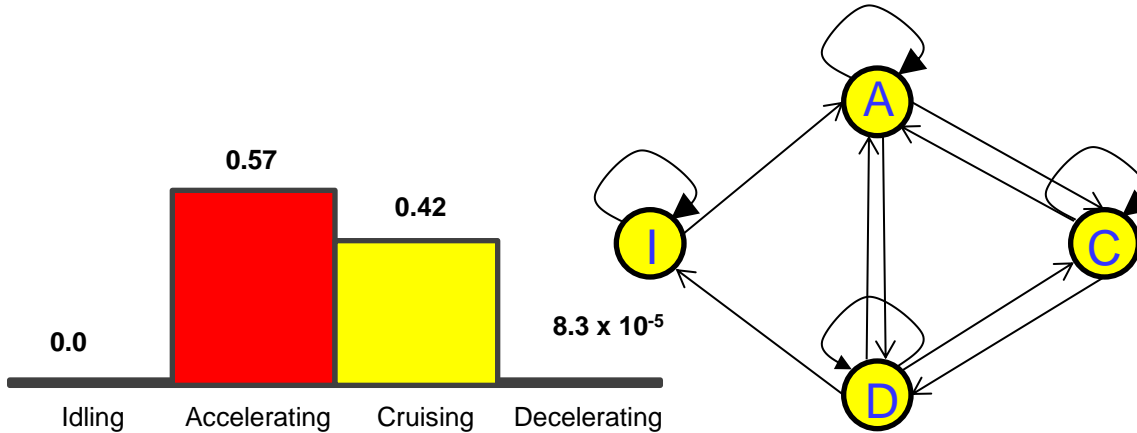 0.57
0.42
0.0
8.3 x 10-5
Idling Accelerating Cruising Decelerating
A
I
C
D